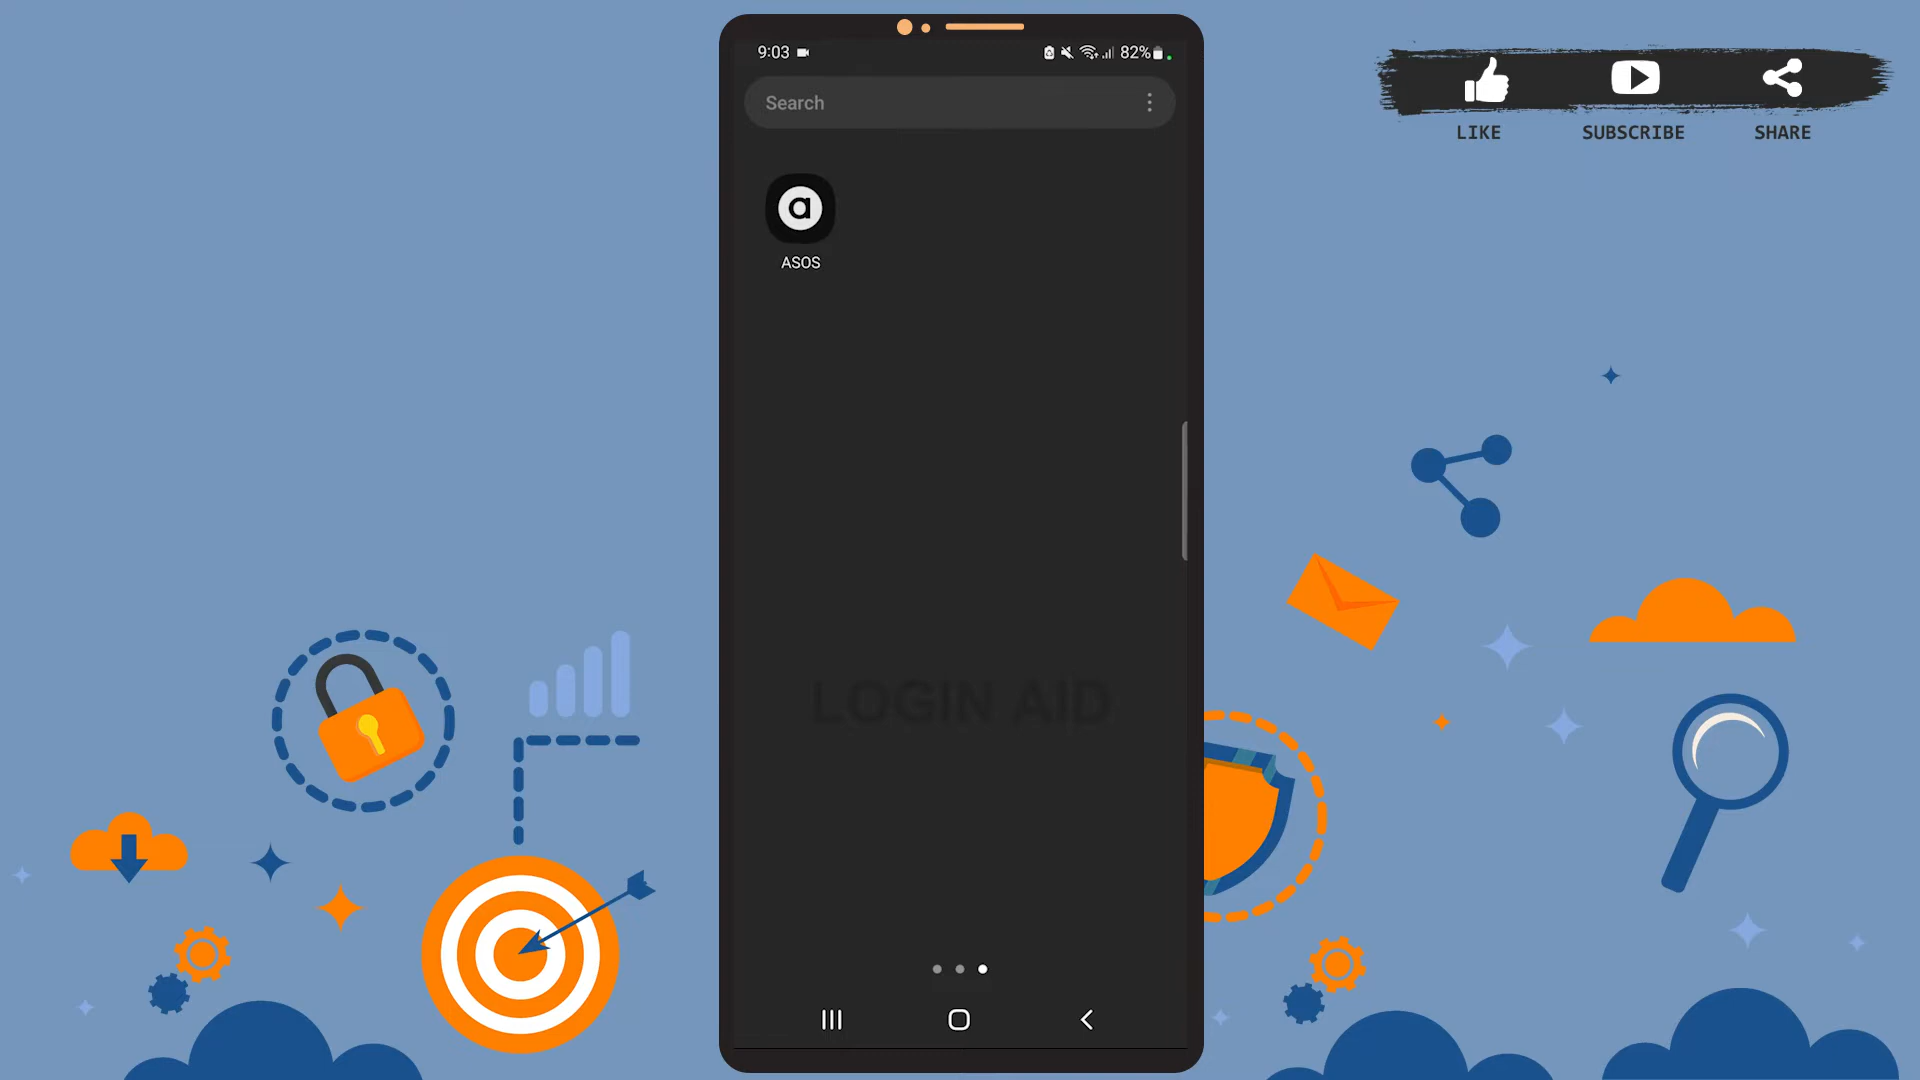 9:03
82%
Search
ASOS
LOGIN AID
LIKE
SUBSCRIBE
SHARE